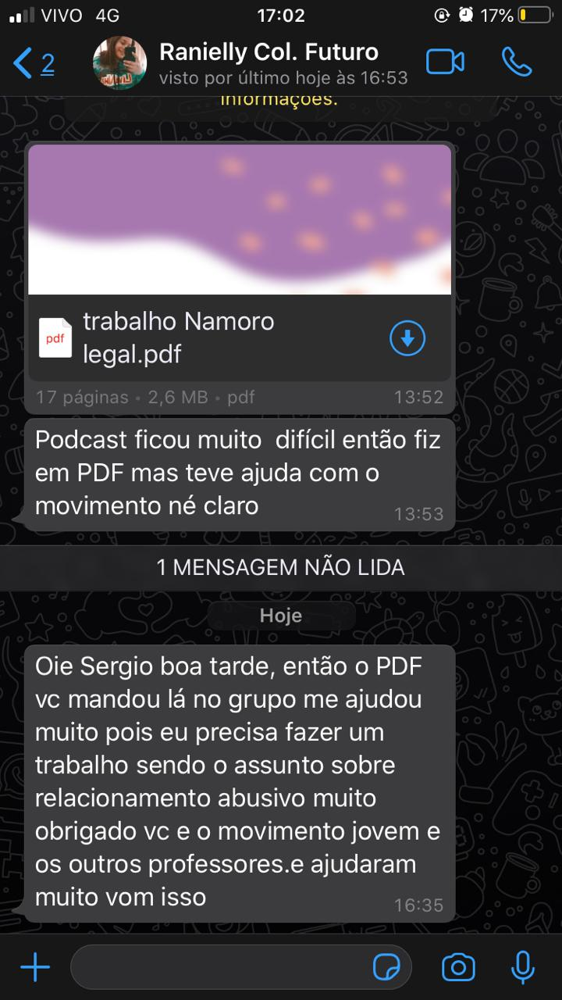 VIVO 4G 17:02 17%
2 Ranielly Col. Futuro
visto por último hoje às 16:53
informações.
trabalho Namoro
pdf
legal.pdf
17 páginas • 2,6 MB • pdf 13:52
Podcast ficou muito difícil então fiz
em PDF mas teve ajuda com o
movimento né claro 13:53
1 MENSAGEM NÃO LIDA
Hoje
Oie Sergio boa tarde, então o PDF
vc mandou lá no grupo me ajudou
muito pois eu precisa fazer um
trabalho sendo o assunto sobre
relacionamento abusivo muito
obrigado vc e o movimento jovem e
os outros professores.e ajudaram
muito vom isso 16:35